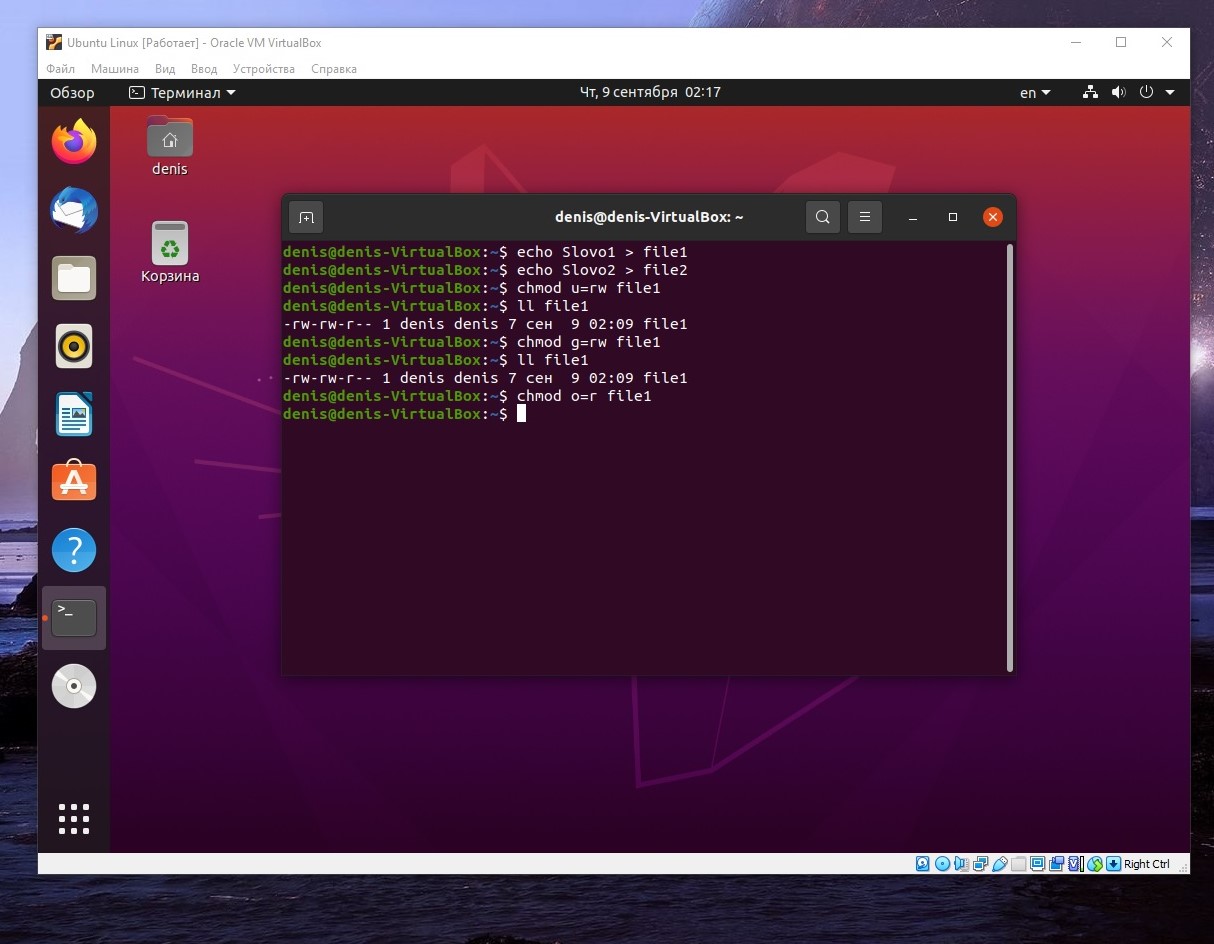 Ubuntu Linux [Работает] - Oracle VM VirtualBox
Файл Машина Вид Ввод Устройства Справка
Обзор Терминал Чт, 9 сентября 02:17 en
denis
Корзина
denis@denis-VirtualBox: ~
denis@denis-VirtualBox:~$ echo Slovo1 > file1
denis@denis-VirtualBox:~$ echo Slovo2 > file2
denis@denis-VirtualBox:~$ chmod u=rw file1
denis@denis-VirtualBox:~$ ll file1
-rw-rw-r-- 1 denis denis 7 сен  9 02:09 file1
denis@denis-VirtualBox:~$ chmod g=rw file1
denis@denis-VirtualBox:~$ ll file1
-rw-rw-r-- 1 denis denis 7 сен  9 02:09 file1
denis@denis-VirtualBox:~$ chmod o=r file1
denis@denis-VirtualBox:~$
Right Ctrl